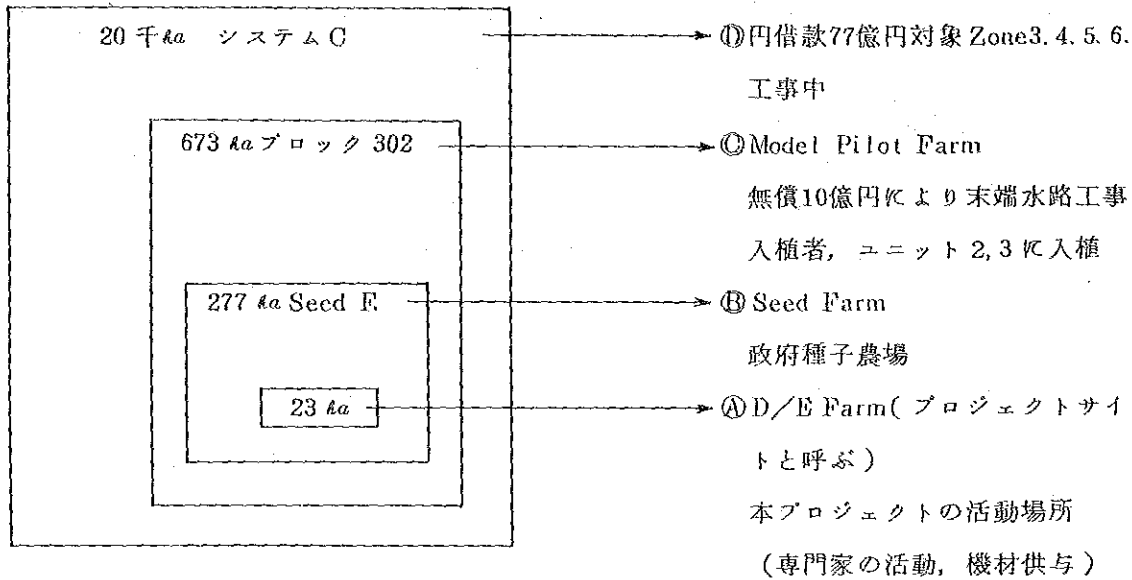 20千ha システムC
Ⓓ円借款77億円対象 Zone3.4.5.6.
工事中
673 haブロック 302
ⒸModel Pilot Farm
無償10億円により末端水路工事
入植者，ユニット2,3に入植
277 ha Seed F.
ⒷSeed Farm
政府種子農場
23 ha
ⒶD/E Farm(プロジェクトサイ
トと呼ぶ)
本プロジェクトの活動場所
(専門家の活動，機材供与)